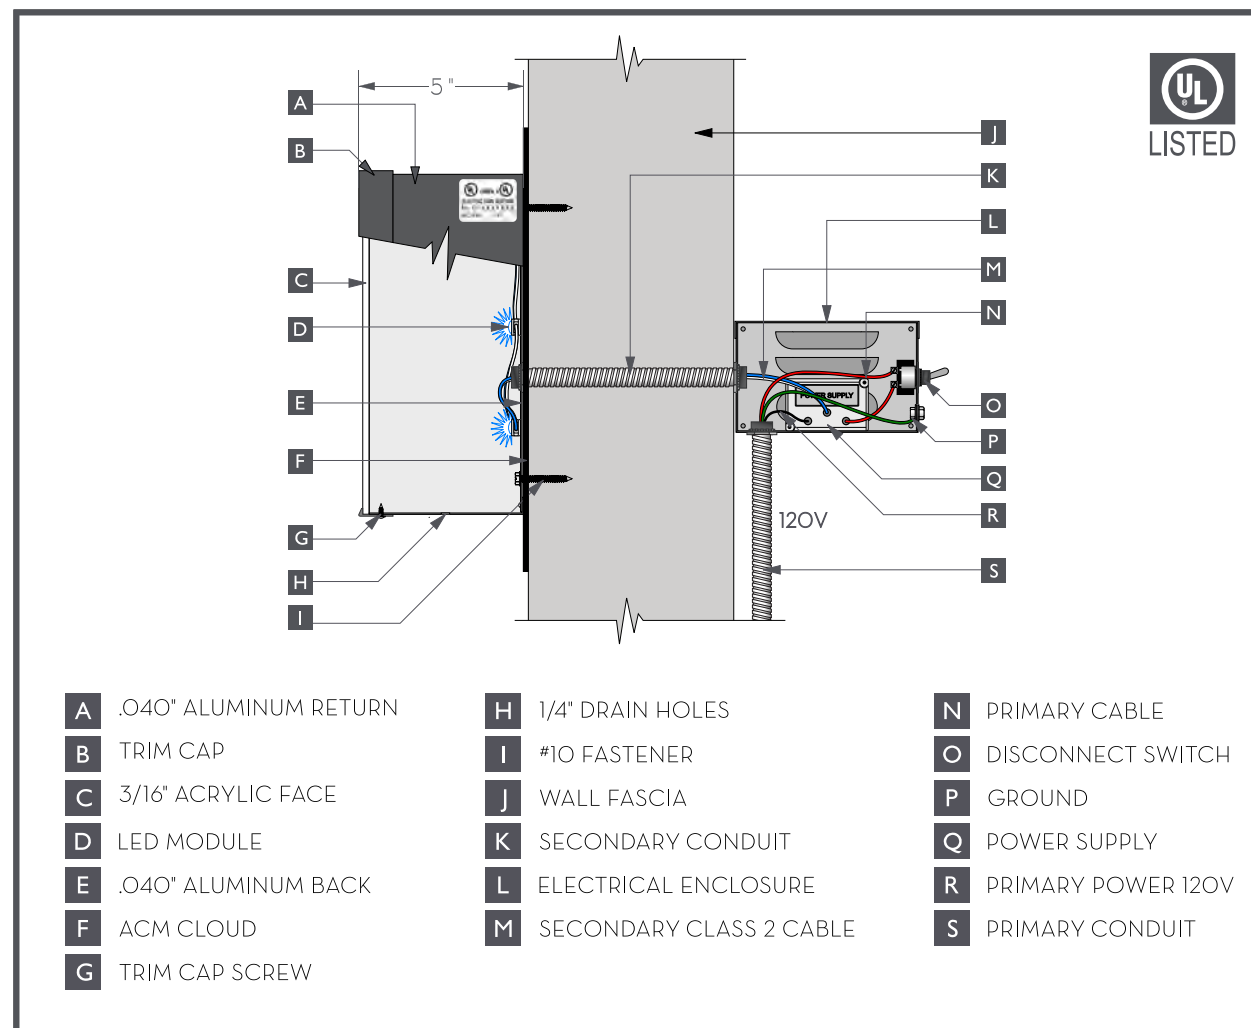 5"
A
B
C
D
E
F
G
H
I
J
K
L
M
N
O
P
Q
R
S
UL
®
LISTED
POWER SUPPLY
120V
A .040" ALUMINUM RETURN
B TRIM CAP
C 3/16" ACRYLIC FACE
D LED MODULE
E .040" ALUMINUM BACK
F ACM CLOUD
G TRIM CAP SCREW
H 1/4" DRAIN HOLES
I #10 FASTENER
J WALL FASCIA
K SECONDARY CONDUIT
L ELECTRICAL ENCLOSURE
M SECONDARY CLASS 2 CABLE
N PRIMARY CABLE
O DISCONNECT SWITCH
P GROUND
Q POWER SUPPLY
R PRIMARY POWER 120V
S PRIMARY CONDUIT